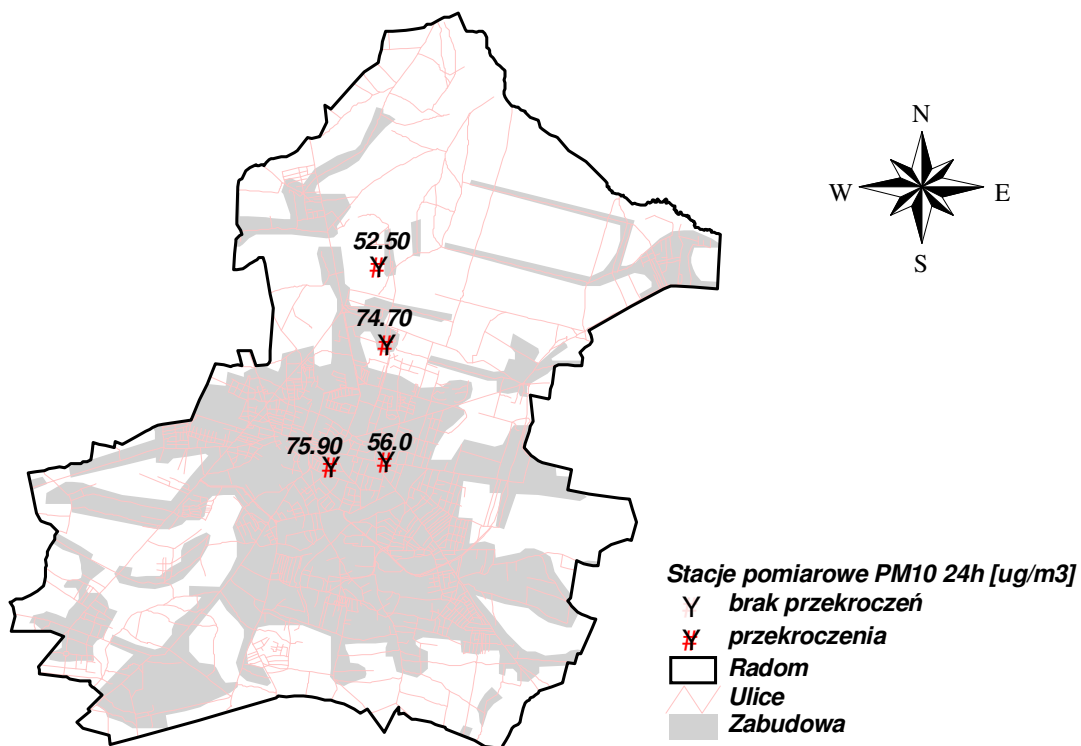 N
W
E
S
52.50
74.70
75.90
56.0
Stacje pomiarowe PM10 24h [ug/m3]
brak przekroczeń
przekroczenia
Radom
Ulice
Zabudowa